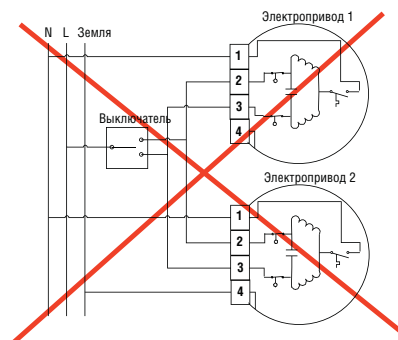 Электропривод 1
N L Земля
1
2
3
4
Выключатель
Электропривод 2
1
2
3
4